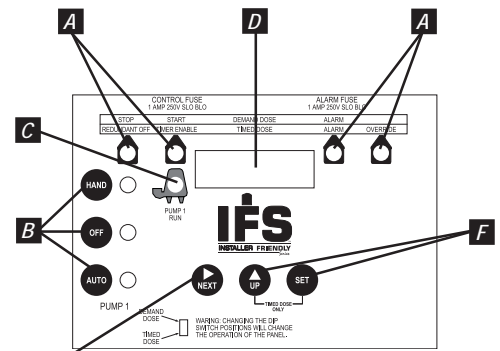 A
D
A
CONTROL FUSE
1 AMP 250V SLO BLO
ALARM FUSE
1 AMP 250V SLO BLO
STOP START DEMAND DOSE ALARM
REDUNDANT OFF TIMER ENABLE TIMED DOSE ALARM OVERRIDE
C
HAND
PUMP 1
RUN
B
OFF
IFS
INSTALLER FRIENDLY
F
AUTO
NEXT
UP
SET
PUMP 1
TIMED DOSE
ONLY
DEMAND
DOSE
TIMED
DOSE
WARING: CHANGING THE DIP
SWITCH POSITIONS WILL CHANGE
THE OPERATION OF THE PANEL.